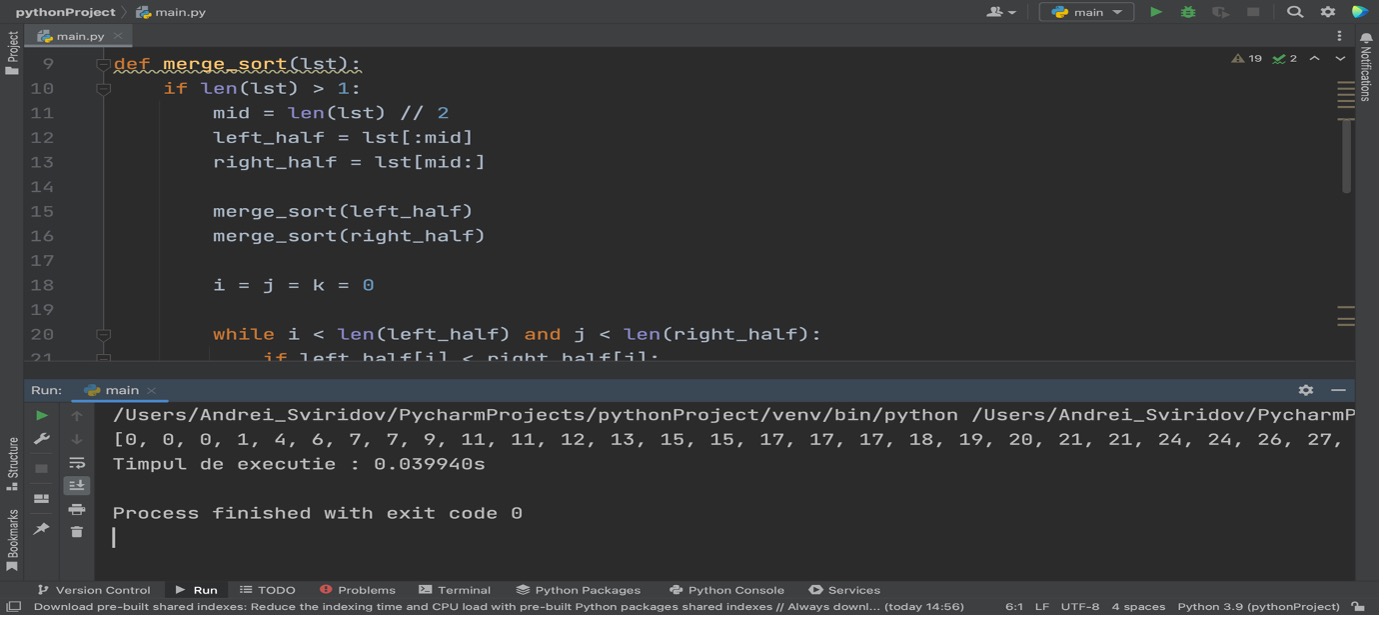 pythonProject main.py
main
main.py
Project
Notifications
19 2
9 def merge_sort(lst):
10 if len(lst) > 1:
11 mid = len(lst) // 2
12 left_half = lst[:mid]
13 right_half = lst[mid:]
14
15 merge_sort(left_half)
16 merge_sort(right_half)
17
18 i = j = k = 0
19
20 while i < len(left_half) and j < len(right_half):
21 if left_half[i] < right_half[j]:
Run: main
/Users/Andrei_Sviridov/PycharmProjects/pythonProject/venv/bin/python /Users/Andrei_Sviridov/PycharmP
[0, 0, 0, 1, 4, 6, 7, 7, 9, 11, 11, 12, 13, 15, 15, 17, 17, 17, 18, 19, 20, 21, 21, 24, 24, 26, 27,
Timpul de executie : 0.039940s
Process finished with exit code 0
Structure
Bookmarks
Version Control Run TODO Problems Terminal Python Packages Python Console Services
Download pre-built shared indexes: Reduce the indexing time and CPU load with pre-built Python packages shared indexes // Always downl... (today 14:56) 6:1 LF UTF-8 4 spaces Python 3.9 (pythonProject)